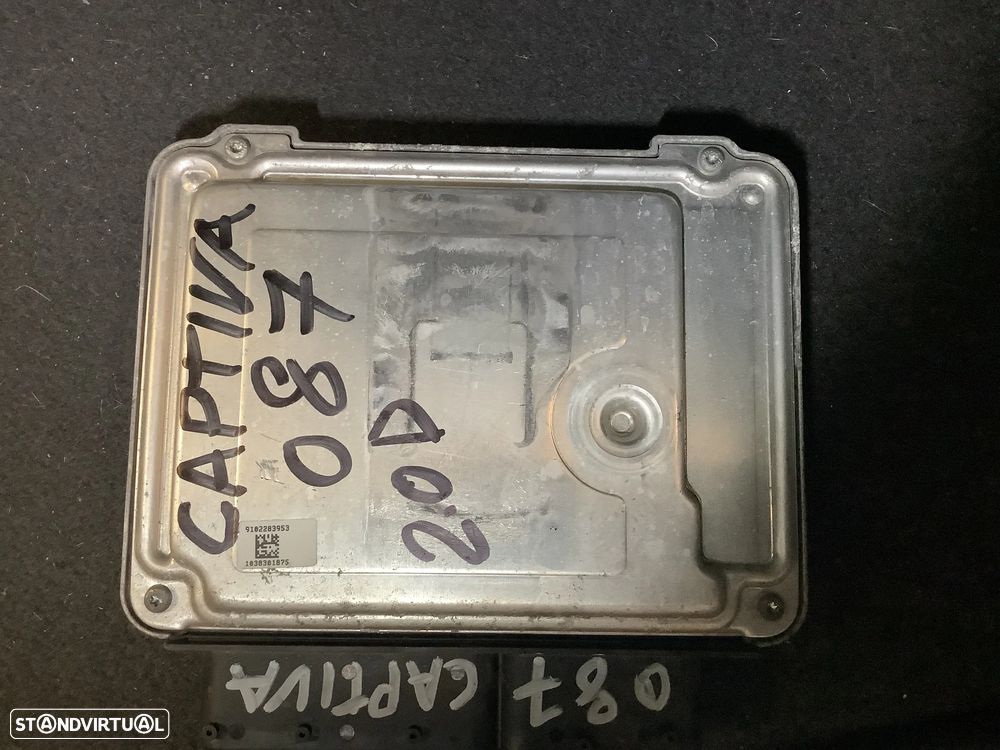 CAPTIVA
087
2.0D
9102283953
1038381875
087 CAPTIVA
STANDVIRTUAL